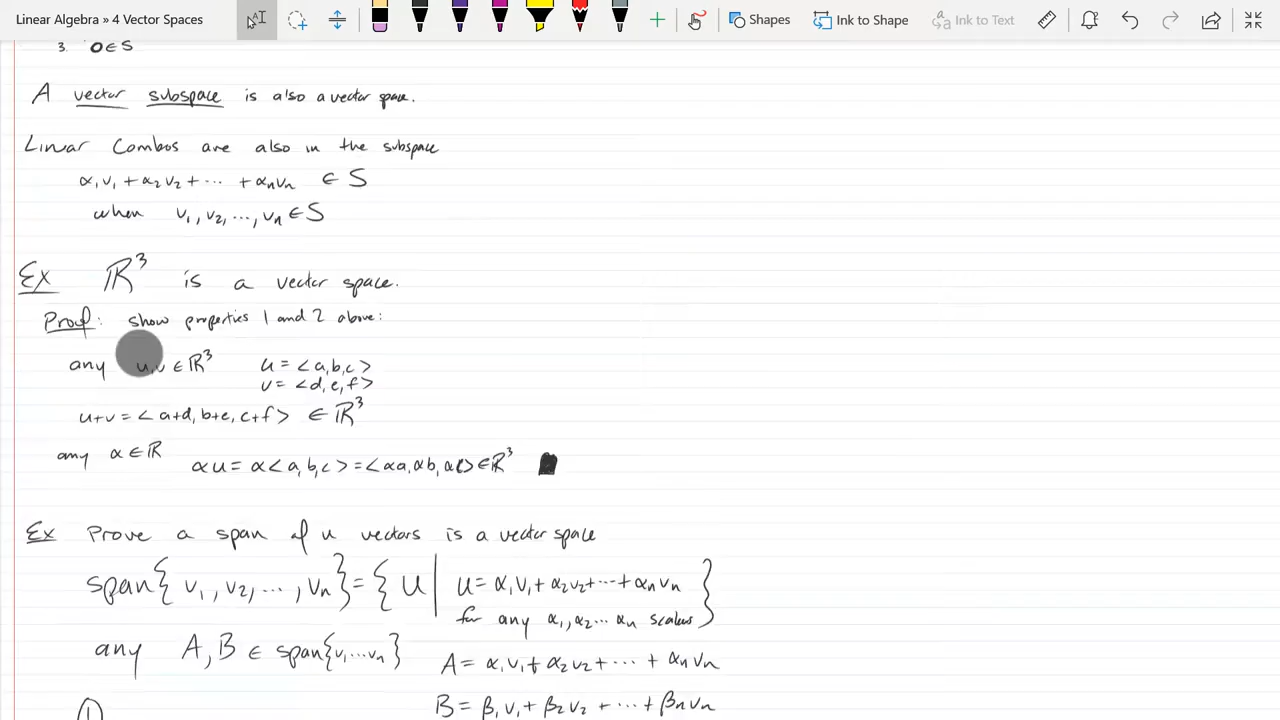 Linear Algebra » 4 Vector Spaces
Shapes
Ink to Shape
Ink to Text
3. 0∈S
A vector subspace is also a vector space.
Linar Combos are also in the subspace
α₁v₁ + α₂v₂ + ⋯ + αₙvₙ ∈ S
when v₁, v₂, ⋯, vₙ ∈ S
Ex ℝ³ is a vector space.
Proof: show properties 1 and 2 above:
any u,v ∈ ℝ³ u = <a,b,c>
v = <d,e,f>
u+v = <a+d, b+e, c+f> ∈ ℝ³
any α ∈ ℝ αu = α<a,b,c> = <αa, αb, αc> ∈ ℝ³ ■
Ex Prove a span of n vectors is a vector space
span{v₁, v₂, ⋯, vₙ} = {u | u = α₁v₁ + α₂v₂ + ⋯ + αₙvₙ
for any α₁, α₂ ⋯ αₙ scalars}
any A, B ∈ span{v₁ ⋯ vₙ} A = α₁v₁ + α₂v₂ + ⋯ + αₙvₙ
B = β₁v₁ + β₂v₂ + ⋯ + βₙvₙ
①